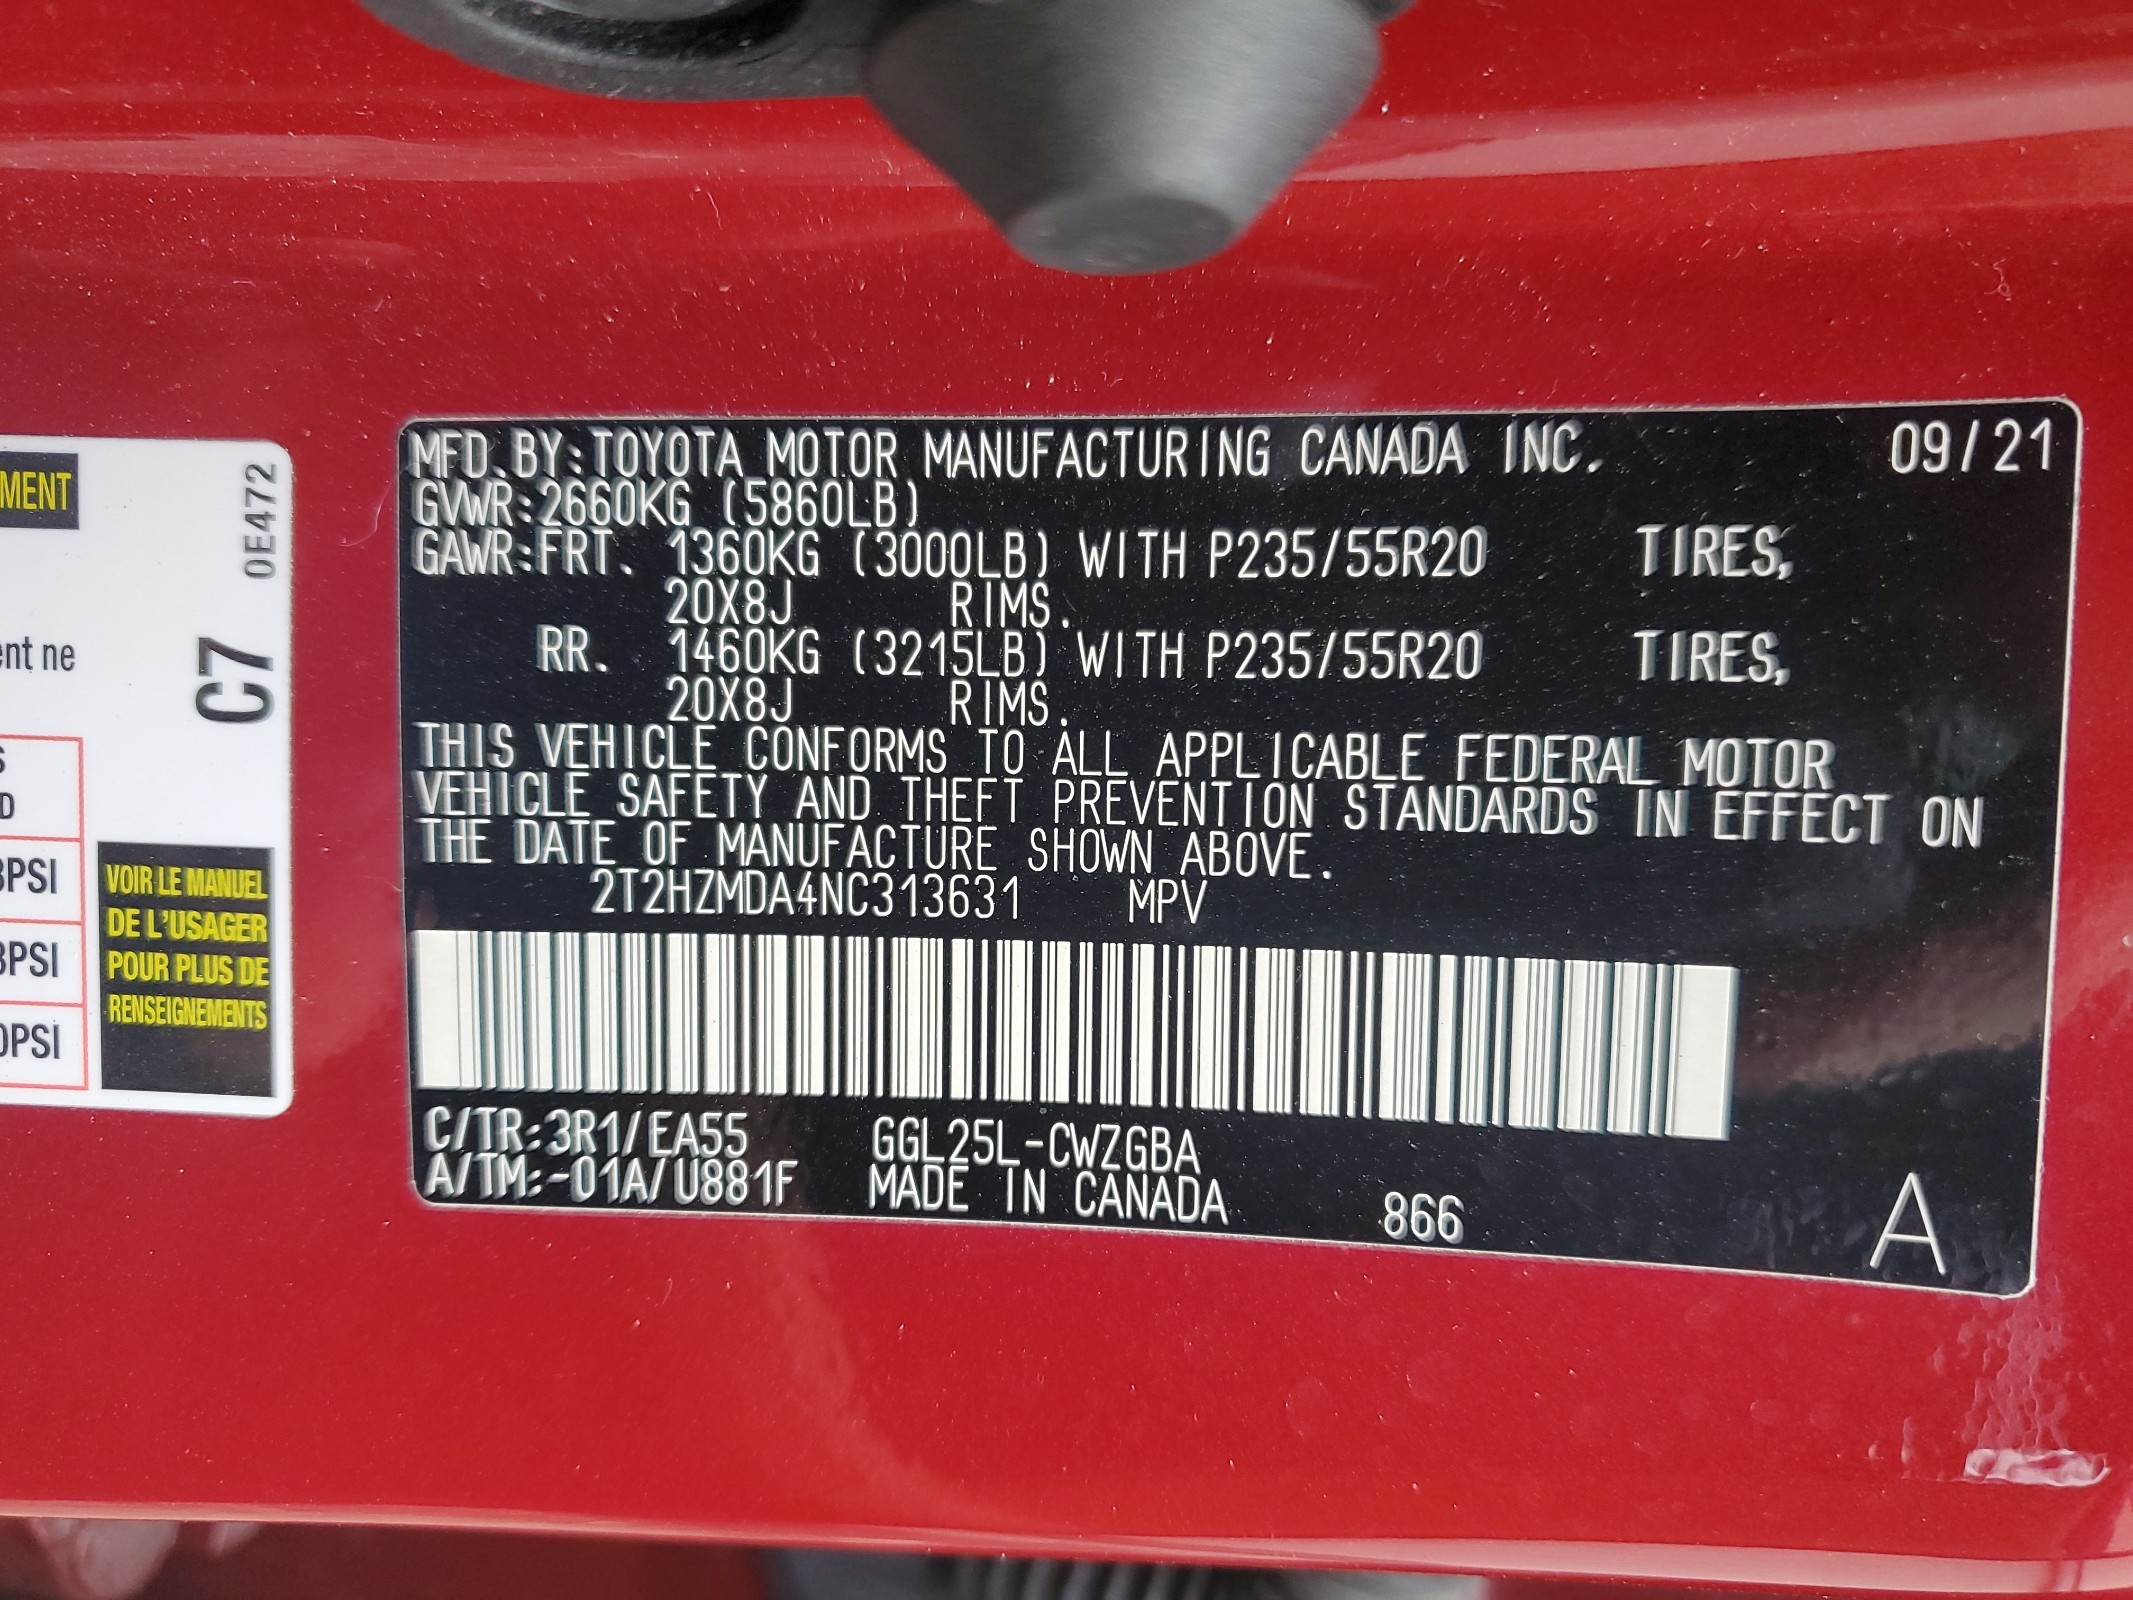 MENT
0E472
C7
ent ne
S
D
3PSI
3PSI
0PSI
VOIR LE MANUEL
DE L'USAGER
POUR PLUS DE
RENSEIGNEMENTS
MFD.BY:TOYOTA MOTOR MANUFACTURING CANADA INC. 09/21
GVWR:2660KG (5860LB)
GAWR:FRT. 1360KG (3000LB) WITH P235/55R20 TIRES,
20X8J RIMS.
RR. 1460KG (3215LB) WITH P235/55R20 TIRES,
20X8J RIMS.
THIS VEHICLE CONFORMS TO ALL APPLICABLE FEDERAL MOTOR
VEHICLE SAFETY AND THEFT PREVENTION STANDARDS IN EFFECT ON
THE DATE OF MANUFACTURE SHOWN ABOVE.
2T2HZMDA4NC313631 MPV
C/TR:3R1/EA55 GGL25L-CWZGBA
A/TM:-01A/U881F MADE IN CANADA 866 A